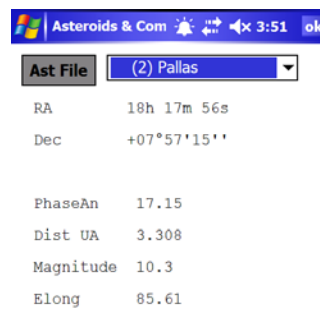 Asteroids & Com 3:51 ok
Ast File (2) Pallas
RA 18h 17m 56s
Dec +07°57'15''
PhaseAn 17.15
Dist UA 3.308
Magnitude 10.3
Elong 85.61